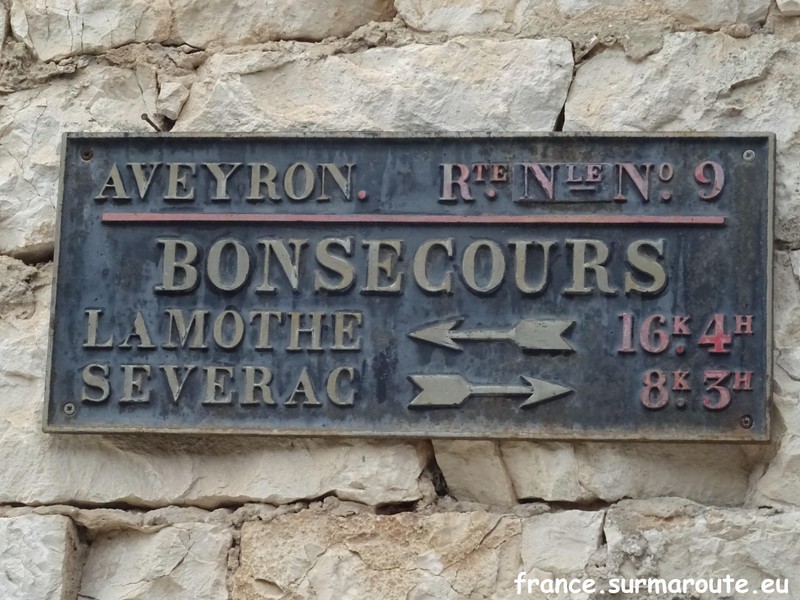 AVEYRON. RTE. NLE No. 9
BONSECOURS
LAMOTHE 16K. 4H
SEVERAC 8K. 3H
france.surmaroute.eu